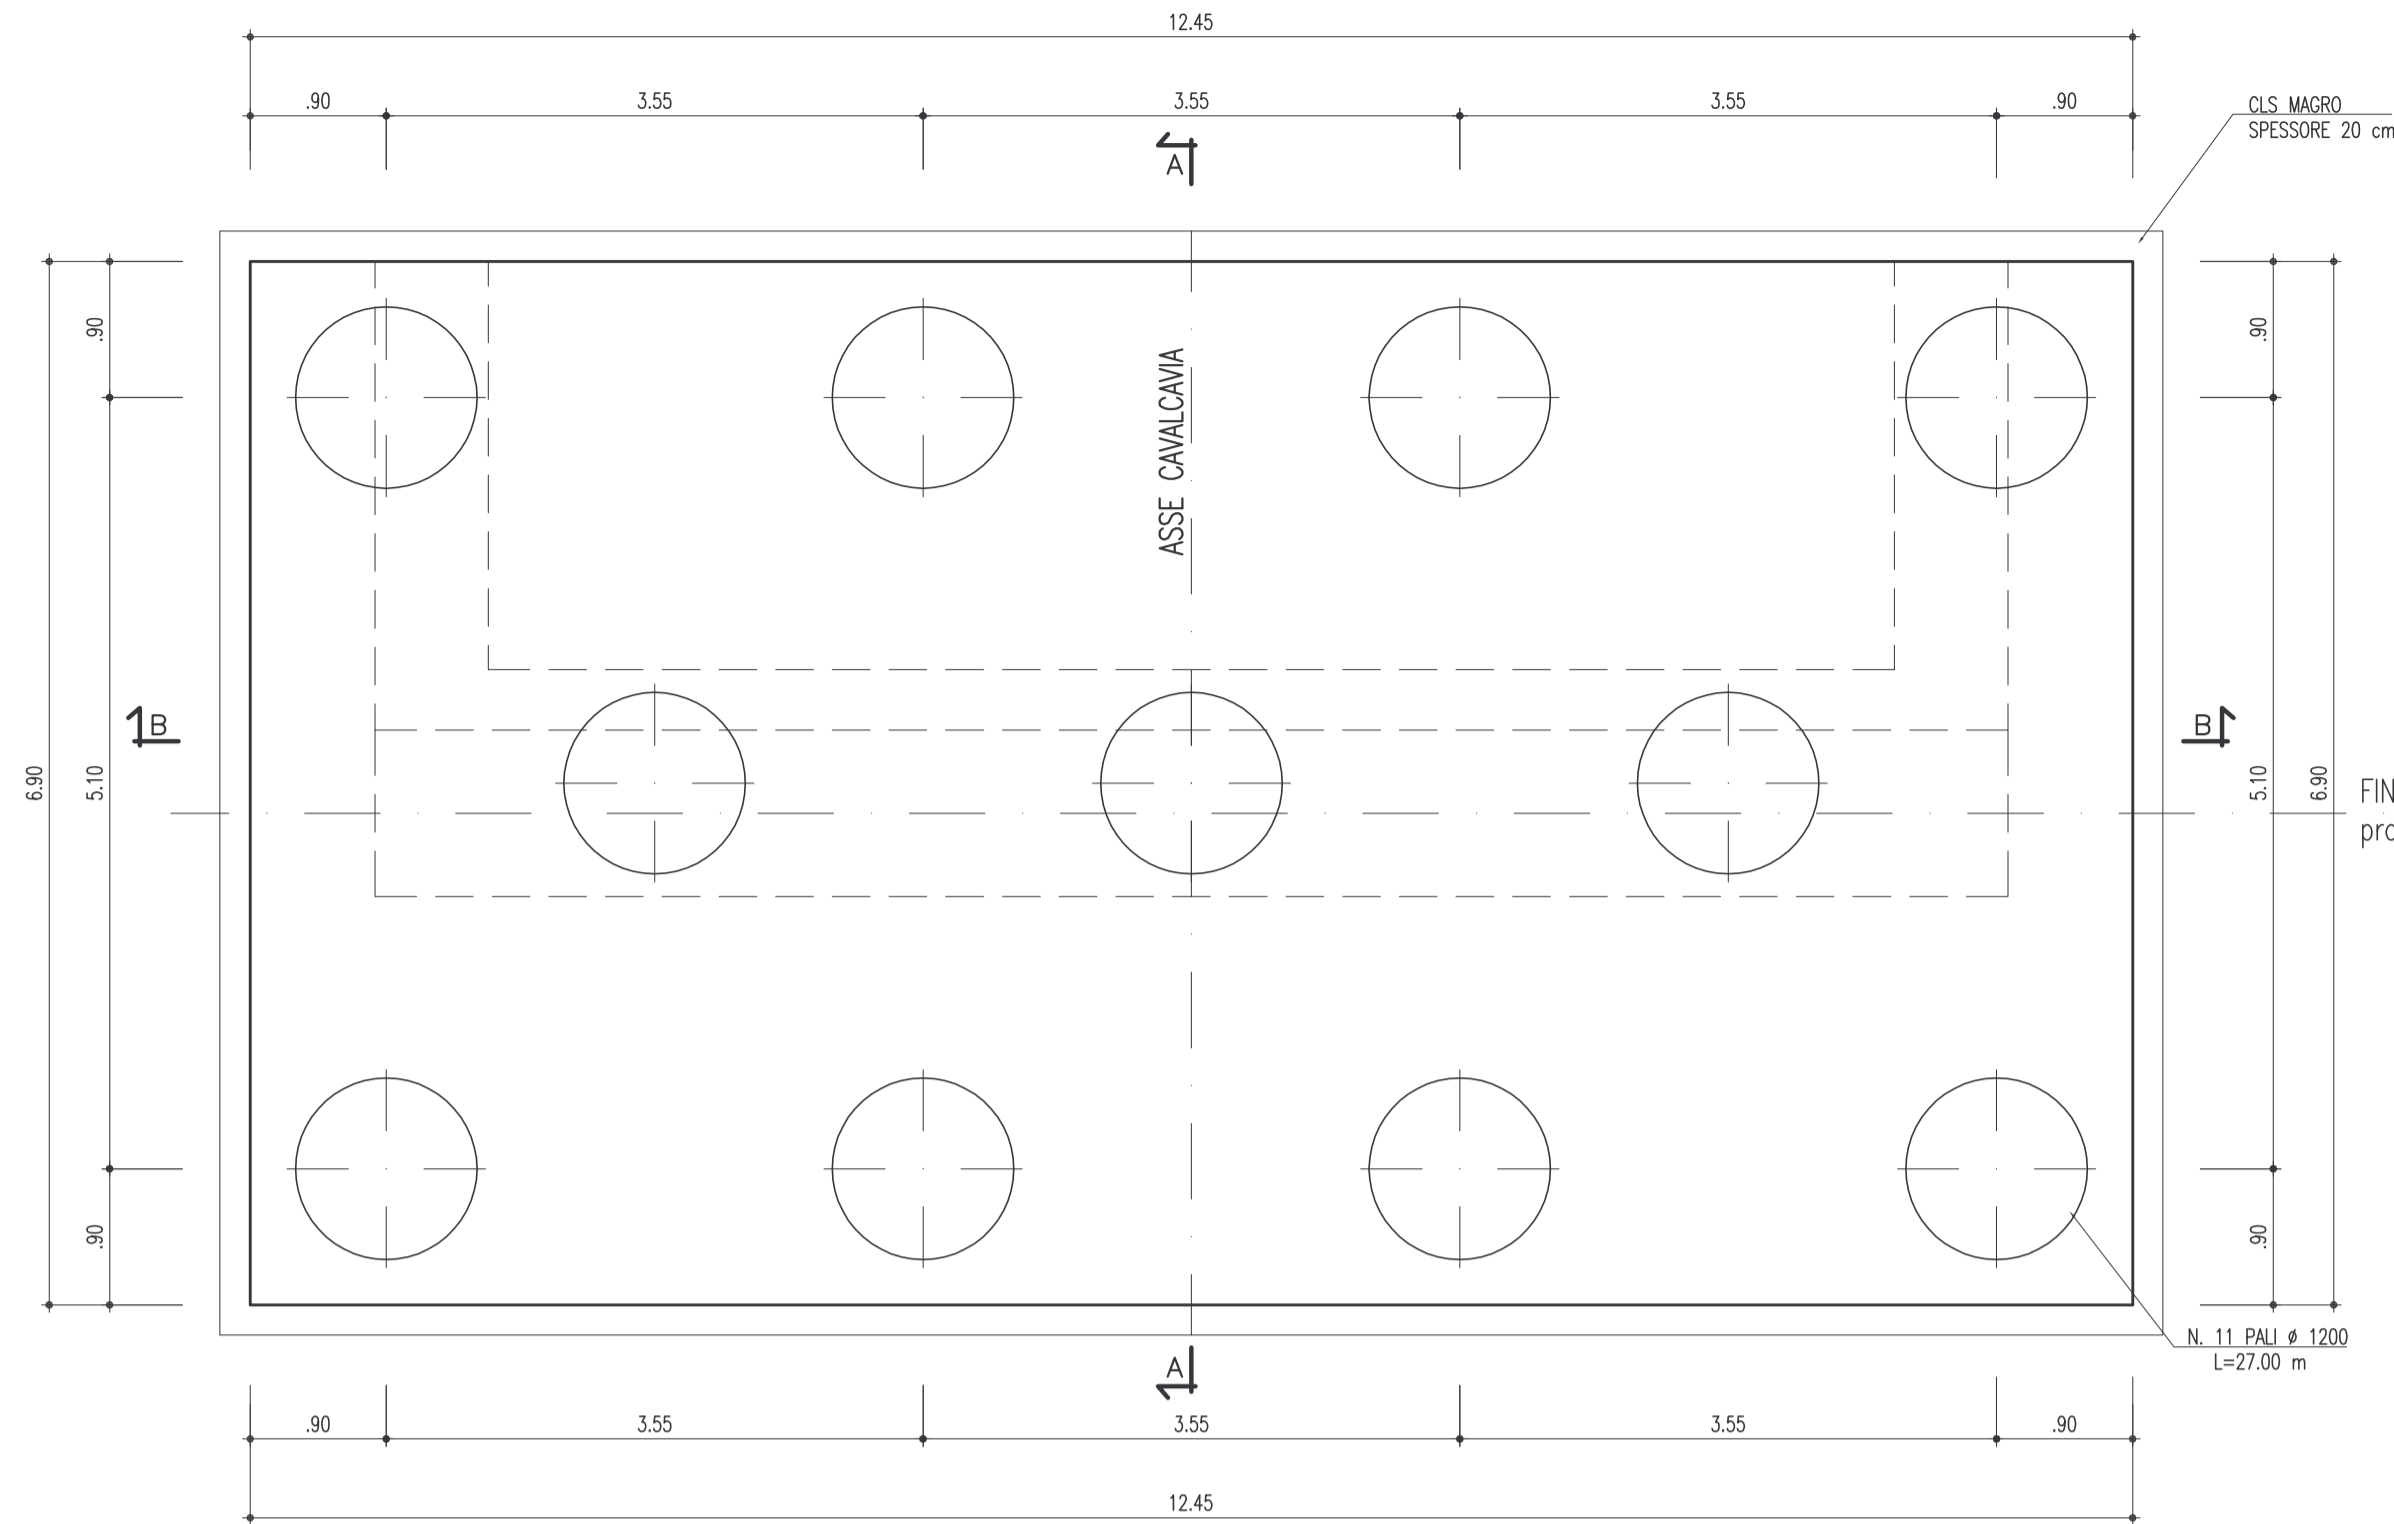 12.45
.90 3.55 3.55 3.55 .90
CLS MAGRO
SPESSORE 20 cm
A
.90
.90
ASSE CAVALCAVIA
B
B
6.90
5.10
5.10
6.90
FIN
pro
.90
.90
N. 11 PALI ø 1200
L=27.00 m
A
.90 3.55 3.55 3.55 .90
12.45